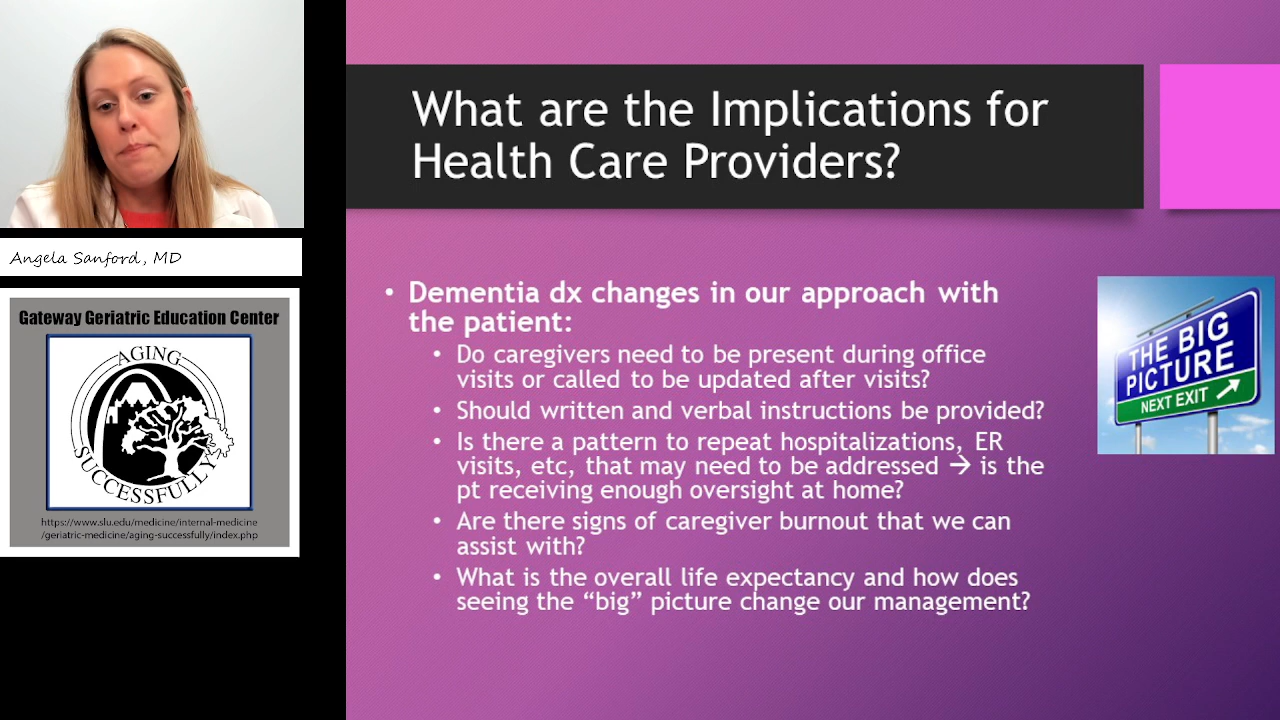 What are the Implications for
Health Care Providers?
Angela Sanford, MD
Gateway Geriatric Education Center
AGING
SUCCESSFULLY
https://www.slu.edu/medicine/internal-medicine
/geriatric-medicine/aging-successfully/index.php
• Dementia dx changes in our approach with
the patient:
• Do caregivers need to be present during office
visits or called to be updated after visits?
• Should written and verbal instructions be provided?
• Is there a pattern to repeat hospitalizations, ER
visits, etc, that may need to be addressed → is the
pt receiving enough oversight at home?
• Are there signs of caregiver burnout that we can
assist with?
• What is the overall life expectancy and how does
seeing the “big” picture change our management?
THE BIG
PICTURE
NEXT EXIT